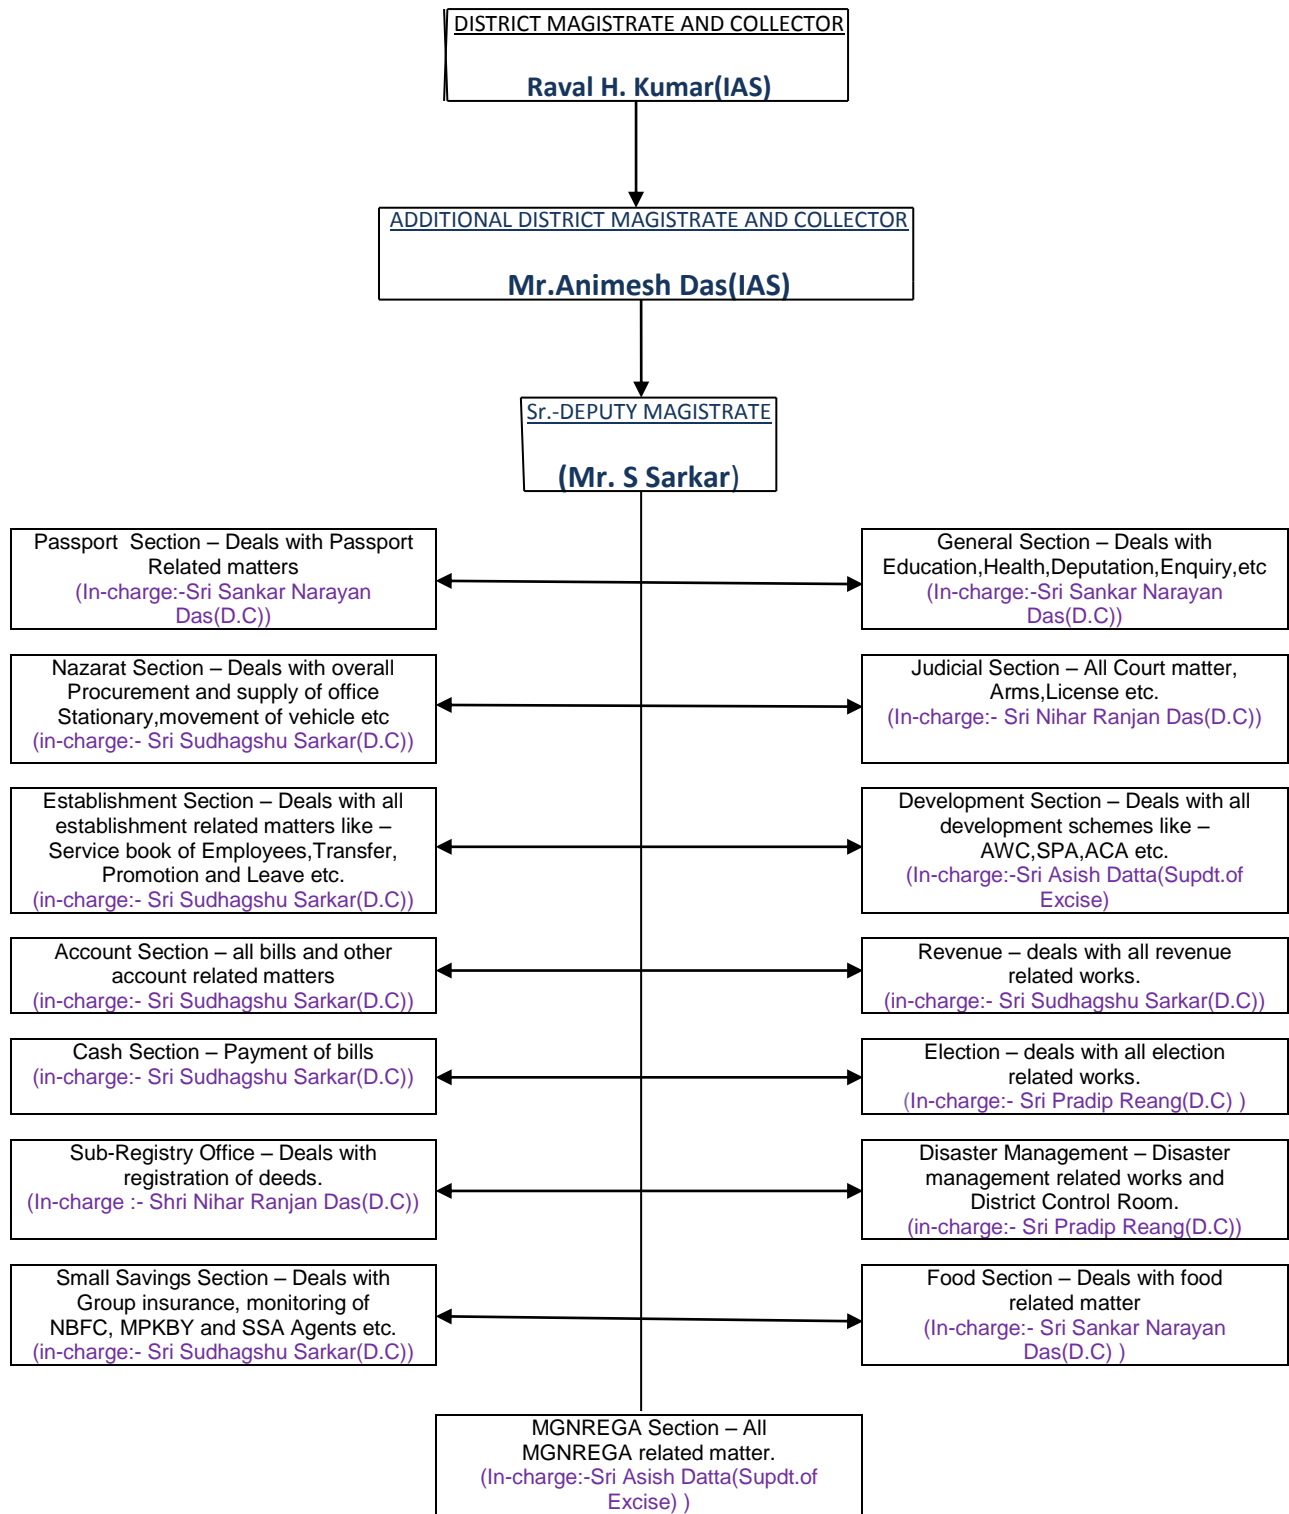 DISTRICT MAGISTRATE AND COLLECTOR
Raval H. Kumar(IAS)
ADDITIONAL DISTRICT MAGISTRATE AND COLLECTOR
Mr.Animesh Das(IAS)
Sr.-DEPUTY MAGISTRATE
(Mr. S Sarkar)
Passport Section – Deals with Passport
Related matters
(In-charge:-Sri Sankar Narayan
Das(D.C))
General Section – Deals with
Education,Health,Deputation,Enquiry,etc
(In-charge:-Sri Sankar Narayan
Das(D.C))
Nazarat Section – Deals with overall
Procurement and supply of office
Stationary,movement of vehicle etc
(in-charge:- Sri Sudhagshu Sarkar(D.C))
Judicial Section – All Court matter,
Arms,License etc.
(In-charge:- Sri Nihar Ranjan Das(D.C))
Establishment Section – Deals with all
establishment related matters like –
Service book of Employees,Transfer,
Promotion and Leave etc.
(in-charge:- Sri Sudhagshu Sarkar(D.C))
Development Section – Deals with all
development schemes like –
AWC,SPA,ACA etc.
(In-charge:-Sri Asish Datta(Supdt.of
Excise)
Account Section – all bills and other
account related matters
(in-charge:- Sri Sudhagshu Sarkar(D.C))
Revenue – deals with all revenue
related works.
(in-charge:- Sri Sudhagshu Sarkar(D.C))
Cash Section – Payment of bills
(in-charge:- Sri Sudhagshu Sarkar(D.C))
Election – deals with all election
related works.
(In-charge:- Sri Pradip Reang(D.C) )
Sub-Registry Office – Deals with
registration of deeds.
(In-charge :- Shri Nihar Ranjan Das(D.C))
Disaster Management – Disaster
management related works and
District Control Room.
(in-charge:- Sri Pradip Reang(D.C))
Small Savings Section – Deals with
Group insurance, monitoring of
NBFC, MPKBY and SSA Agents etc.
(in-charge:- Sri Sudhagshu Sarkar(D.C))
Food Section – Deals with food
related matter
(In-charge:- Sri Sankar Narayan
Das(D.C) )
MGNREGA Section – All
MGNREGA related matter.
(In-charge:-Sri Asish Datta(Supdt.of
Excise) )